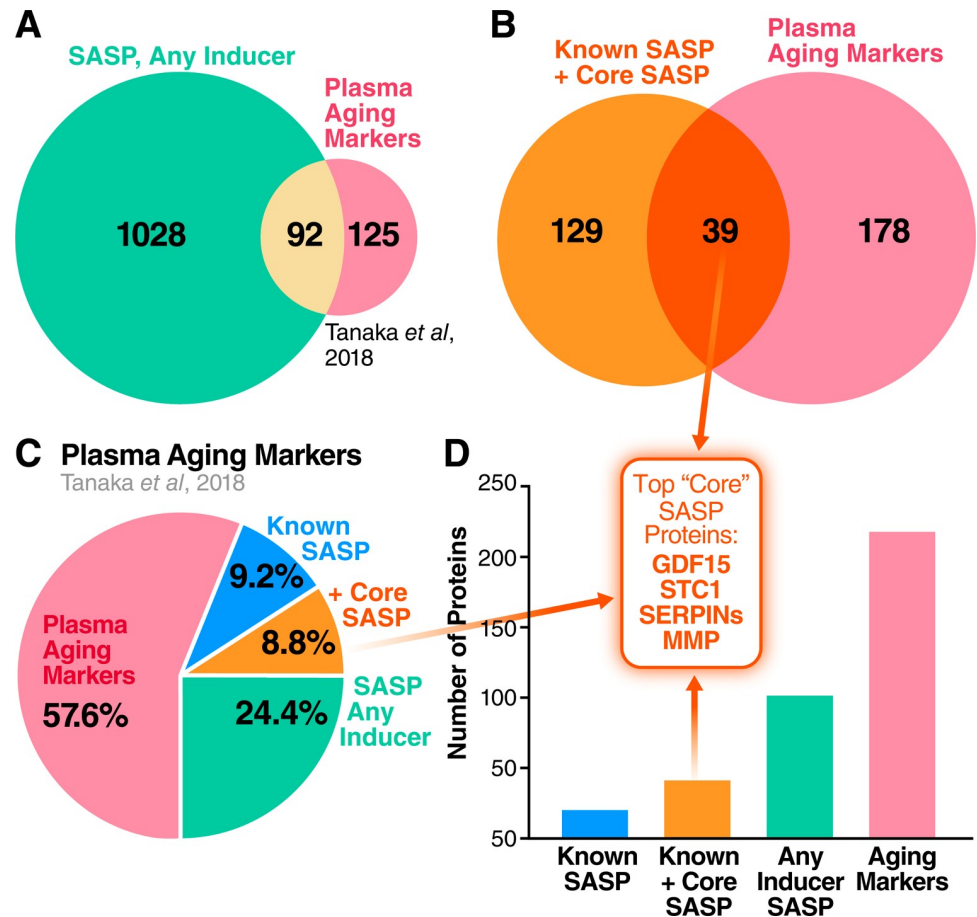 A
SASP, Any Inducer
Plasma
Aging
Markers
1028
92
125
Tanaka et al,
2018
B
Known SASP
+ Core SASP
Plasma
Aging Markers
129
39
178
C
Plasma Aging Markers
Tanaka et al, 2018
Known
SASP
9.2%
+ Core
SASP
8.8%
Plasma
Aging
Markers
57.6%
SASP
Any
Inducer
24.4%
D
Top “Core”
SASP
Proteins:
GDF15
STC1
SERPINs
MMP
Number of Proteins
250
200
150
100
50
50
Known
SASP
Known
+ Core
SASP
Any
Inducer
SASP
Aging
Markers